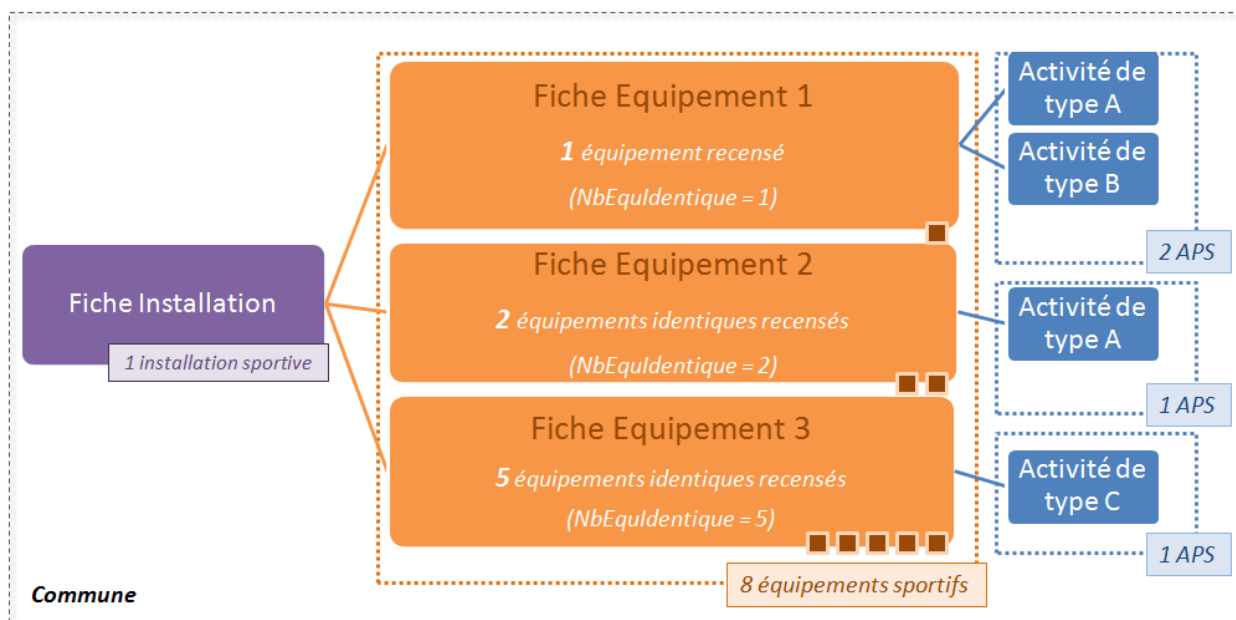 Fiche Installation
1 installation sportive
Fiche Equipement 1
1 équipement recensé
(NbEquIdentique = 1)
Fiche Equipement 2
2 équipements identiques recensés
(NbEquIdentique = 2)
Fiche Equipement 3
5 équipements identiques recensés
(NbEquIdentique = 5)
8 équipements sportifs
Activité de
type A
Activité de
type B
2 APS
Activité de
type A
1 APS
Activité de
type C
1 APS
Commune